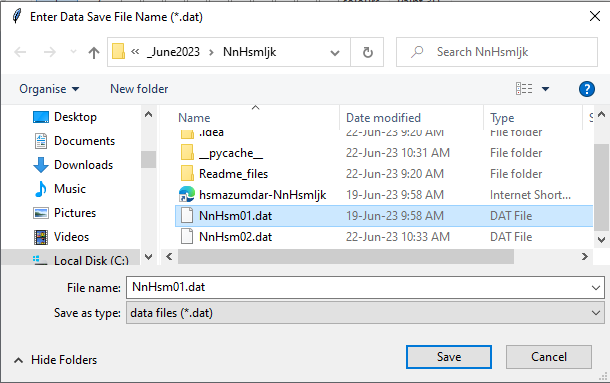 Enter Data Save File Name (*.dat)
« _June2023 > NnHsmIjk
Search NnHsmIjk
Organise
New folder
?
Name
Date modified
Type
S
Desktop
Documents
Downloads
Music
Pictures
Videos
Local Disk (C:)
.idea 22-Jun-23 9:20 AM File folder
__pycache__ 22-Jun-23 10:31 AM File folder
Readme_files 22-Jun-23 9:20 AM File folder
hsmazumdar-NnHsmIjk 19-Jun-23 9:58 AM Internet Short...
NnHsm01.dat 19-Jun-23 9:58 AM DAT File
NnHsm02.dat 22-Jun-23 10:33 AM DAT File
File name: NnHsm01.dat
Save as type: data files (*.dat)
Hide Folders
Save
Cancel